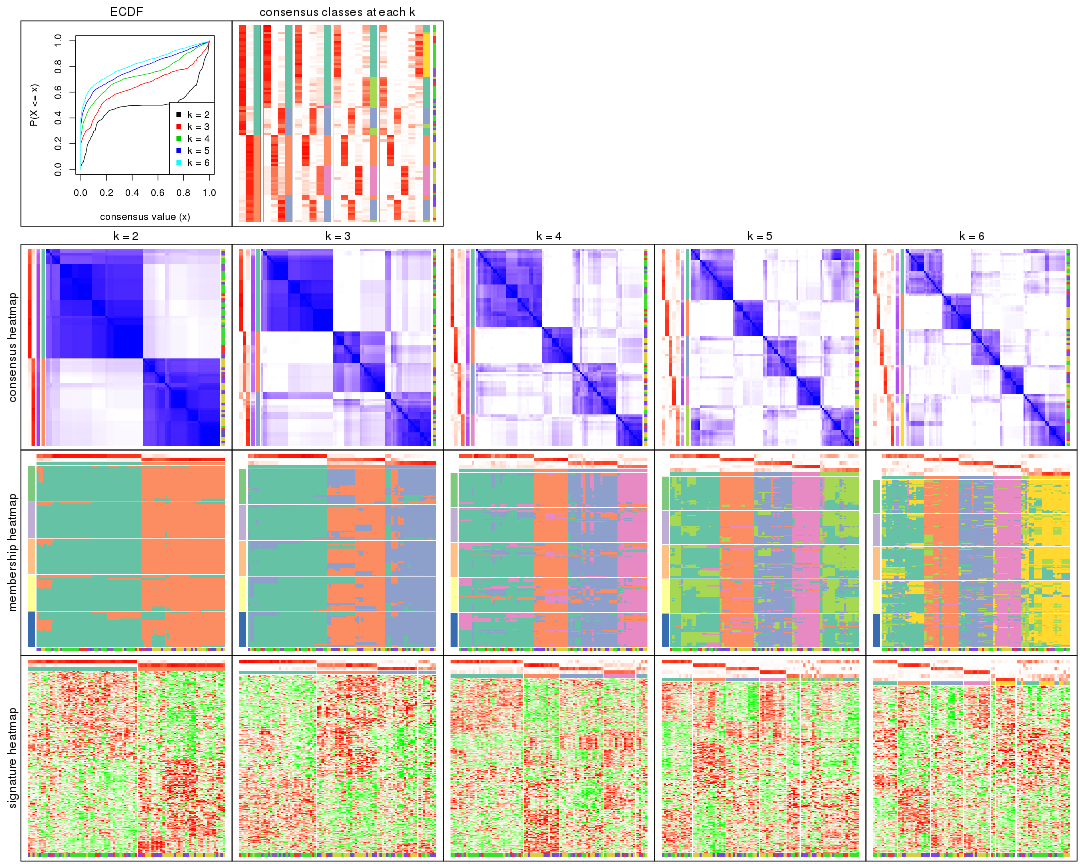 ECDF
consensus classes at each k
P(X <= x)
0.0
0.2
0.4
0.6
0.8
1.0
k = 2
k = 3
k = 4
k = 5
k = 6
0.0
0.2
0.4
0.6
0.8
1.0
consensus value (x)
k = 2
k = 3
k = 4
k = 5
k = 6
consensus heatmap
membership heatmap
signature heatmap